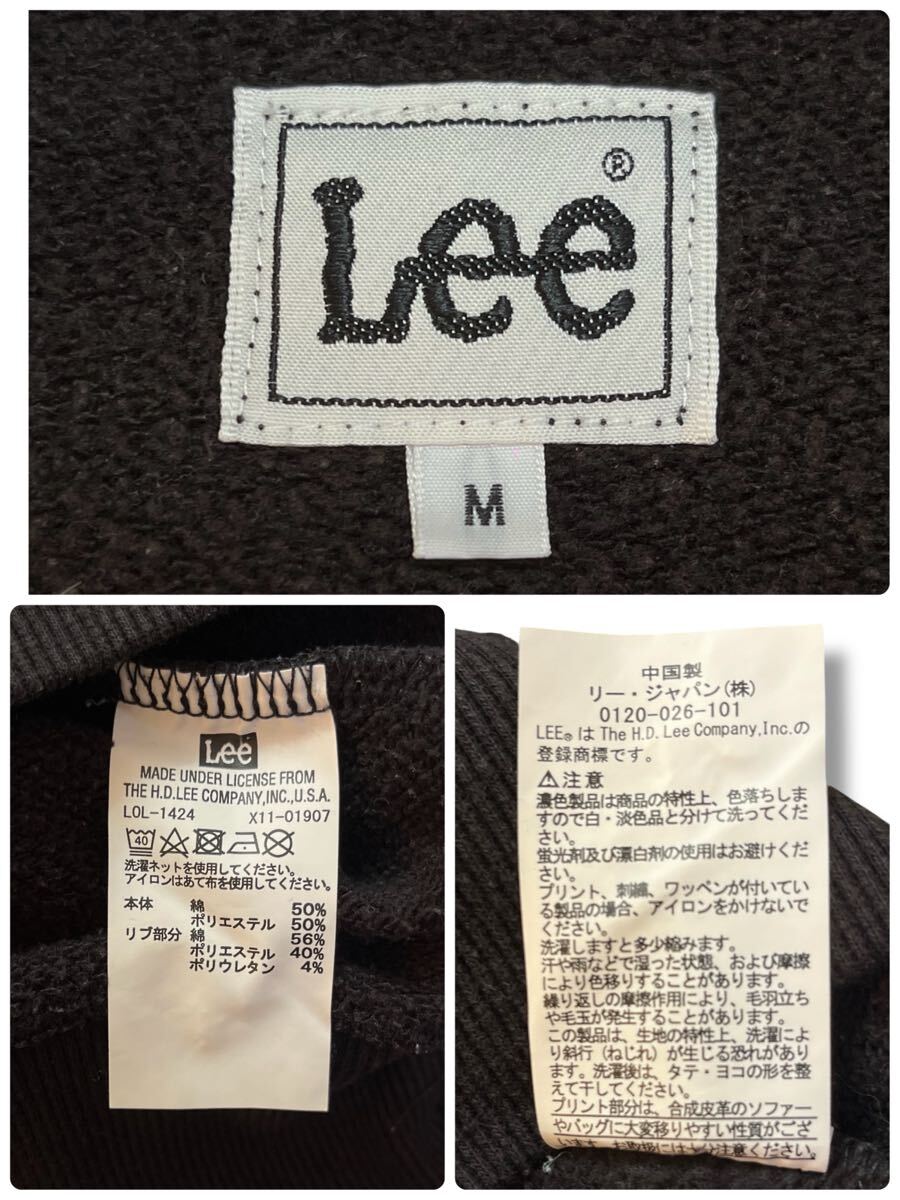 Lee®
M
Lee
MADE UNDER LICENSE FROM
THE H.D.LEE COMPANY,INC.,U.S.A.
LOL-1424 X11-01907
40
洗濯ネットを使用してください。
アイロンはあて布を使用してください。
本体 綿 50%
ポリエステル 50%
リブ部分 綿 56%
ポリエステル 40%
ポリウレタン 4%
中国製
リー・ジャパン(株)
0120-026-101
LEE®は The H.D. Lee Company,Inc.の
登録商標です。
⚠注意
濃色製品は商品の特性上、色落ちしま
すので白・淡色品と分けて洗ってくだ
さい。
蛍光剤及び漂白剤の使用はお避けくだ
さい。
プリント、刺繍、ワッペンが付いてい
る製品の場合、アイロンをかけないで
ください。
洗濯しますと多少縮みます。
汗や雨などで湿った状態、および摩擦
により色移りすることがあります。
繰り返しの摩擦作用により、毛羽立ち
や毛玉が発生することがあります。
この製品は、生地の特性上、洗濯によ
り斜行(ねじれ)が生じる恐れがあり
ます。洗濯後は、タテ・ヨコの形を整
えて干してください。
プリント部分は、合成皮革のソファー
やバッグに大変移りやすい性質がござ
います。お取扱には十分注意ください。